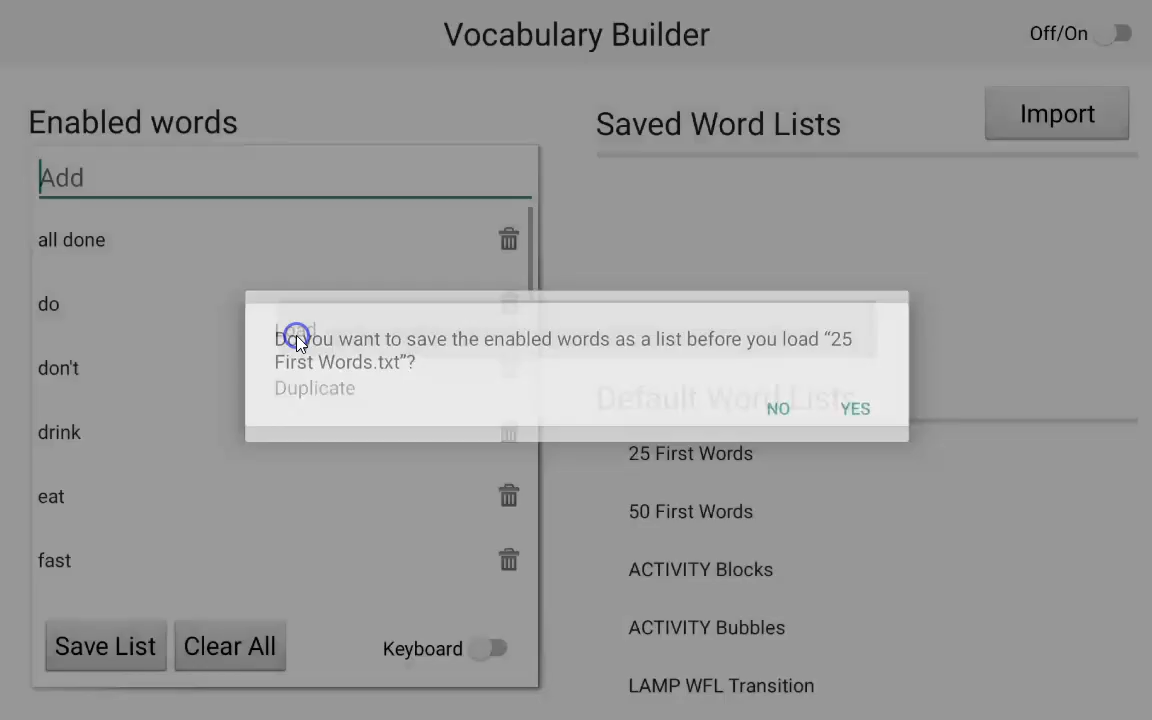 Vocabulary Builder
Off/On
Enabled words
Saved Word Lists
Import
Add
all done
do
Load
Do you want to save the enabled words as a list before you load “25
First Words.txt”?
don't
Duplicate
Default Word Lists
NO
YES
drink
25 First Words
eat
50 First Words
fast
ACTIVITY Blocks
ACTIVITY Bubbles
Save List
Clear All
Keyboard
LAMP WFL Transition